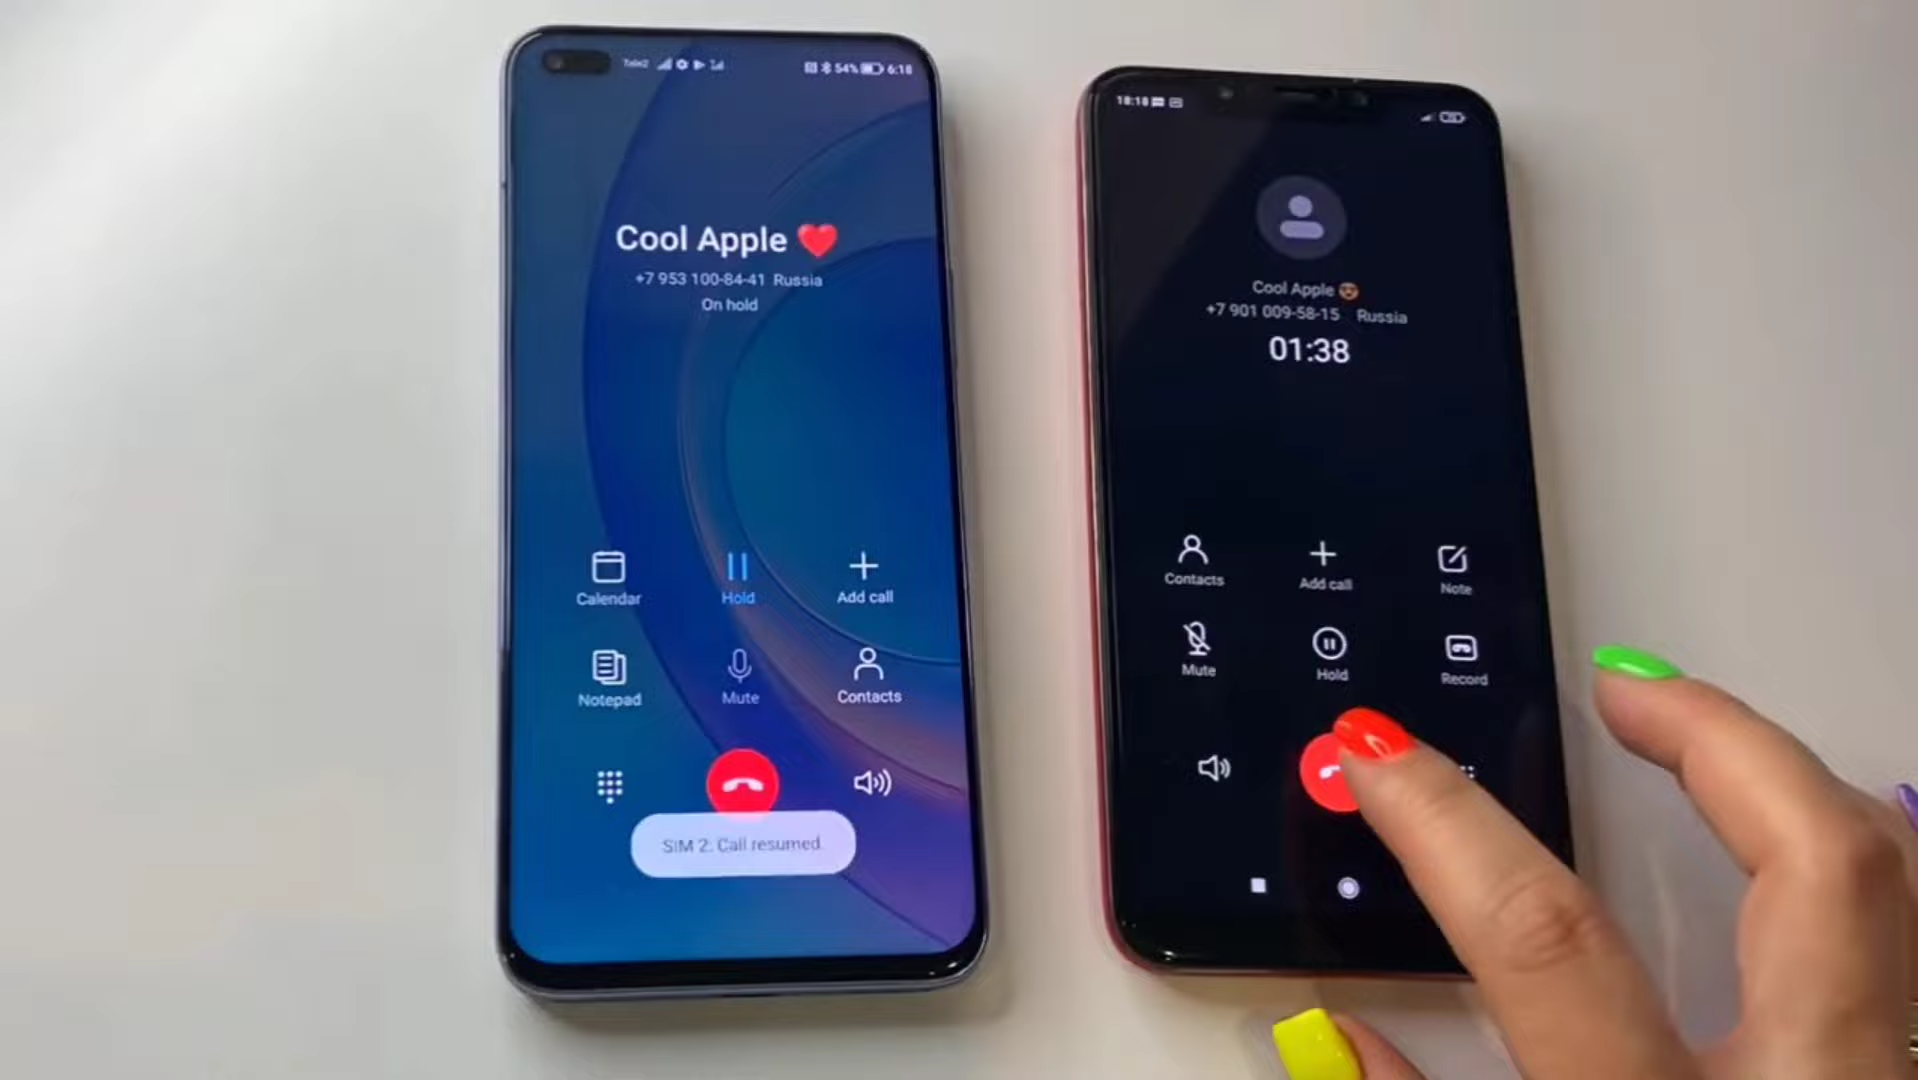 Tele2
54% 6:18
Cool Apple ❤️
+7 953 100-84-41 Russia
On hold
Calendar
Hold
Add call
Notepad
Mute
Contacts
SIM 2: Call resumed.
18:18
Cool Apple 😍
+7 901 009-58-15 Russia
01:38
Contacts
Add call
Note
Mute
Hold
Record